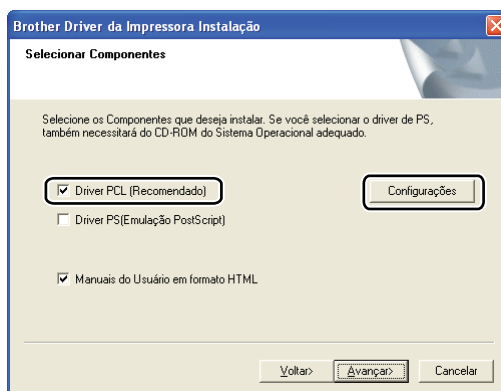 Brother Driver da Impressora Instalação
Selecionar Componentes
Selecione os Componentes que deseja instalar. Se você selecionar o driver de PS,
também necessitará do CD-ROM do Sistema Operacional adequado.
Driver PCL (Recomendado)
Configurações
Driver PS(Emulação PostScript)
Manuais do Usuário em formato HTML
Voltar>
Avançar>
Cancelar